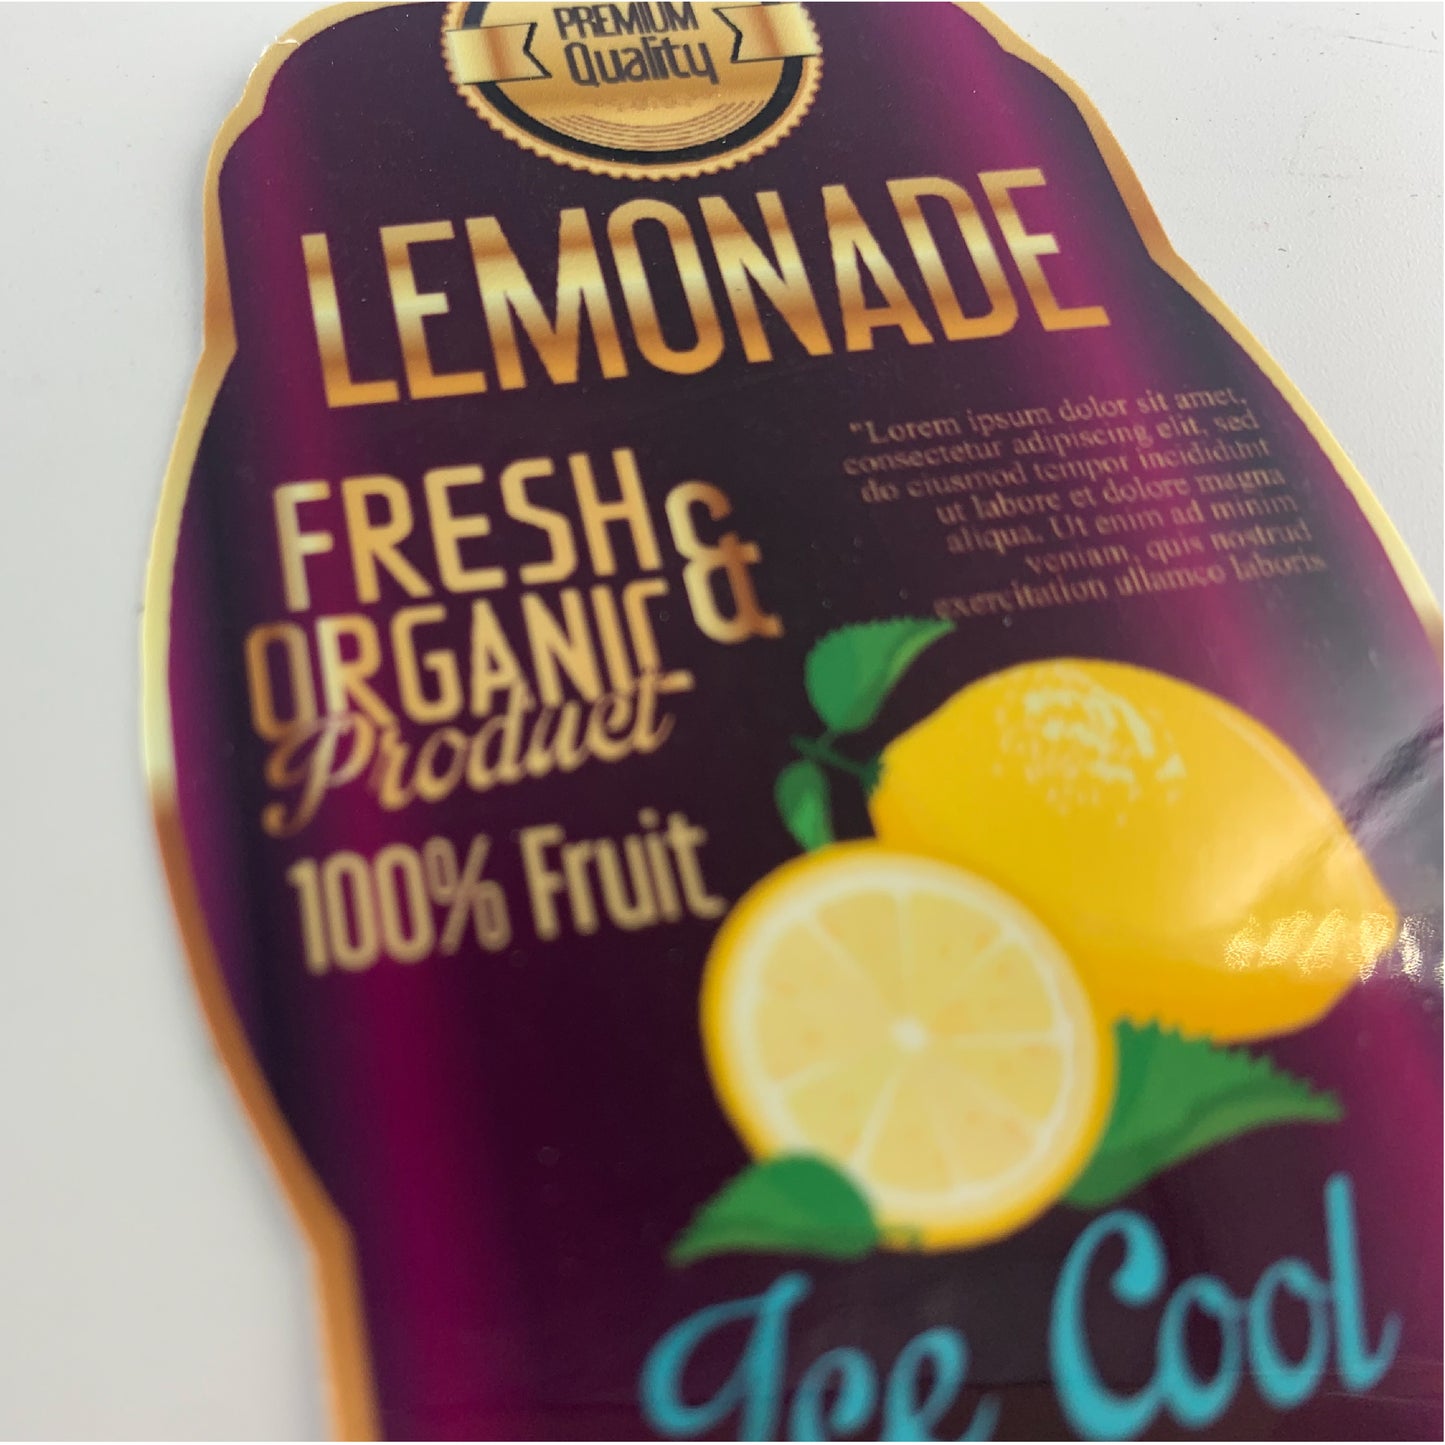 PREMIUM
Quality
LEMONADE
"Lorem ipsum dolor sit amet,
consectetur adipiscing elit, sed
do eiusmod tempor incididunt
ut labore et dolore magna
aliqua. Ut enim ad minim
veniam, quis nostrud
exercitation ullamco laboris
FRESH &
ORGANIC
Product
100% Fruit
Ice Cool